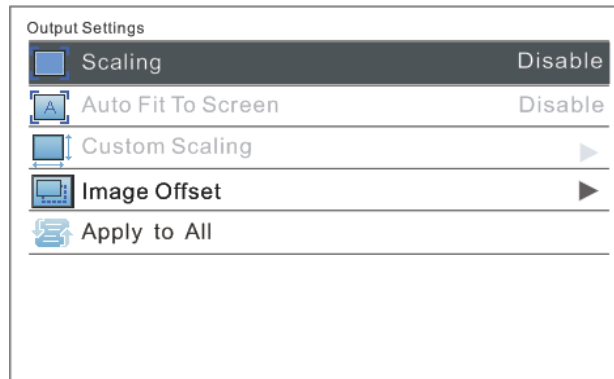 Output Settings
Scaling Disable
A Auto Fit To Screen Disable
Custom Scaling
Image Offset
Apply to All